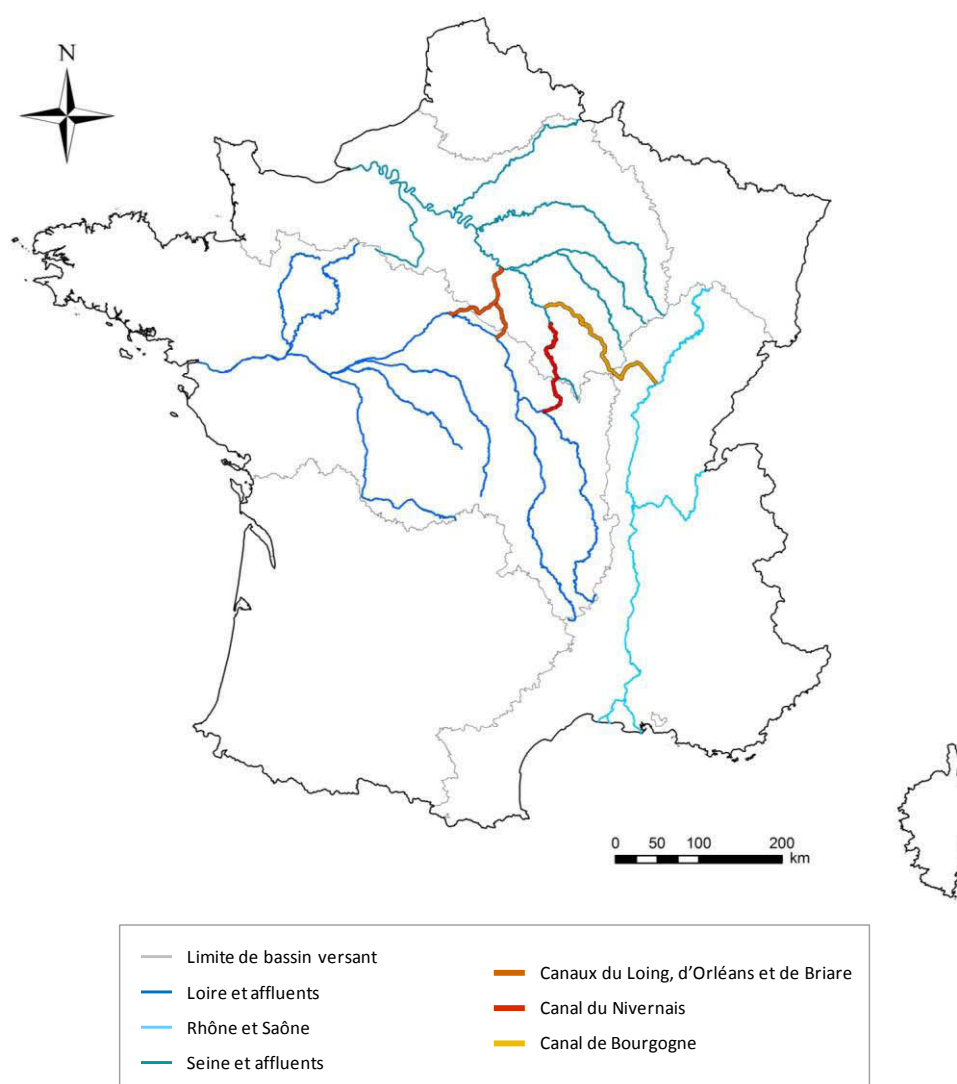 N
0 50 100 200
km
Limite de bassin versant
Loire et affluents
Rhône et Saône
Seine et affluents
Canaux du Loing, d’Orléans et de Briare
Canal du Nivernais
Canal de Bourgogne